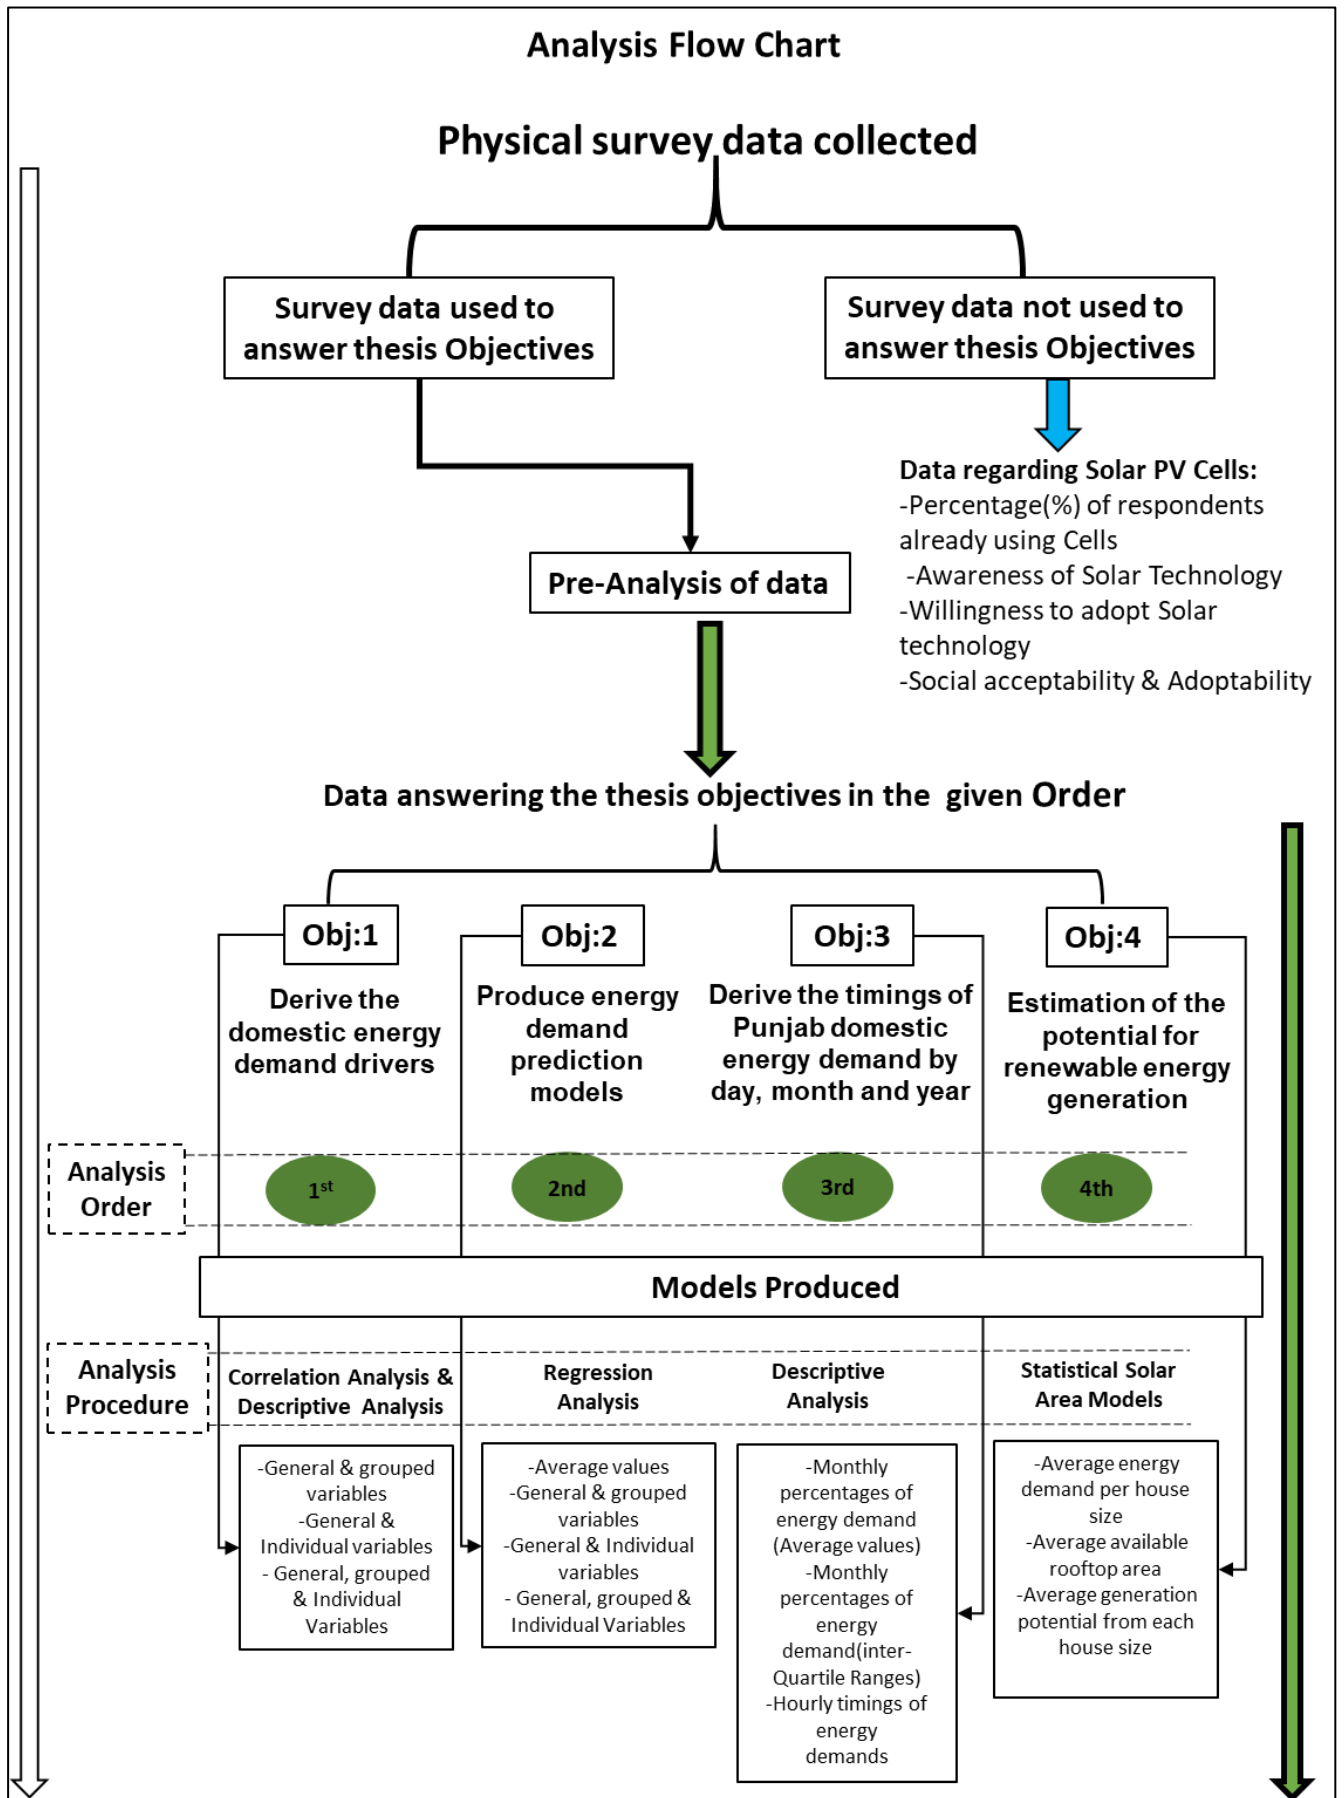 Analysis Flow Chart
Physical survey data collected
Survey data used to
answer thesis Objectives
Survey data not used to
answer thesis Objectives
Data regarding Solar PV Cells:
-Percentage(%) of respondents
already using Cells
-Awareness of Solar Technology
-Willingness to adopt Solar
technology
-Social acceptability & Adoptability
Pre-Analysis of data
Data answering the thesis objectives in the given Order
Obj:1
Derive the
domestic energy
demand drivers
Obj:2
Produce energy
demand
prediction
models
Obj:3
Derive the timings of
Punjab domestic
energy demand by
day, month and year
Obj:4
Estimation of the
potential for
renewable energy
generation
Analysis
Order
1st
2nd
3rd
4th
Models Produced
Analysis
Procedure
Correlation Analysis &
Descriptive Analysis
Regression
Analysis
Descriptive
Analysis
Statistical Solar
Area Models
-General & grouped
variables
-General &
Individual variables
- General, grouped
& Individual
Variables
-Average values
-General & grouped
variables
-General & Individual
variables
- General, grouped &
Individual Variables
-Monthly
percentages of
energy demand
(Average values)
-Monthly
percentages of
energy
demand(inter-
Quartile Ranges)
-Hourly timings of
energy
demands
-Average energy
demand per house
size
-Average available
rooftop area
-Average generation
potential from each
house size